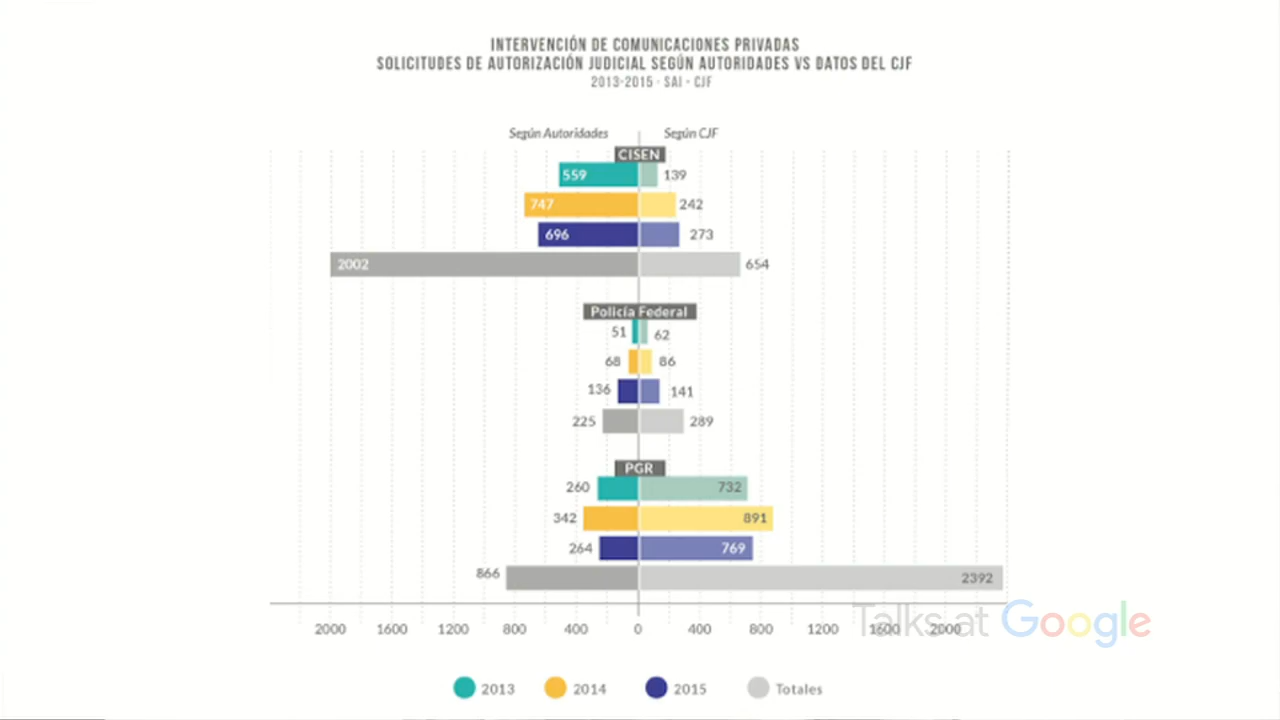 INTERVENCIÓN DE COMUNICACIONES PRIVADAS
SOLICITUDES DE AUTORIZACIÓN JUDICIAL SEGÚN AUTORIDADES VS DATOS DEL CJF
2013-2015 · SAI - CJF
Según Autoridades Según CJF
CISEN
559 139
747 242
696 273
2002 654
Policía Federal
51 62
68 86
136 141
225 289
PGR
260 732
342 891
264 769
866 2392
2000 1600 1200 800 400 0 400 800 1200 1600 2000
Talks at Google
2013 2014 2015 Totales